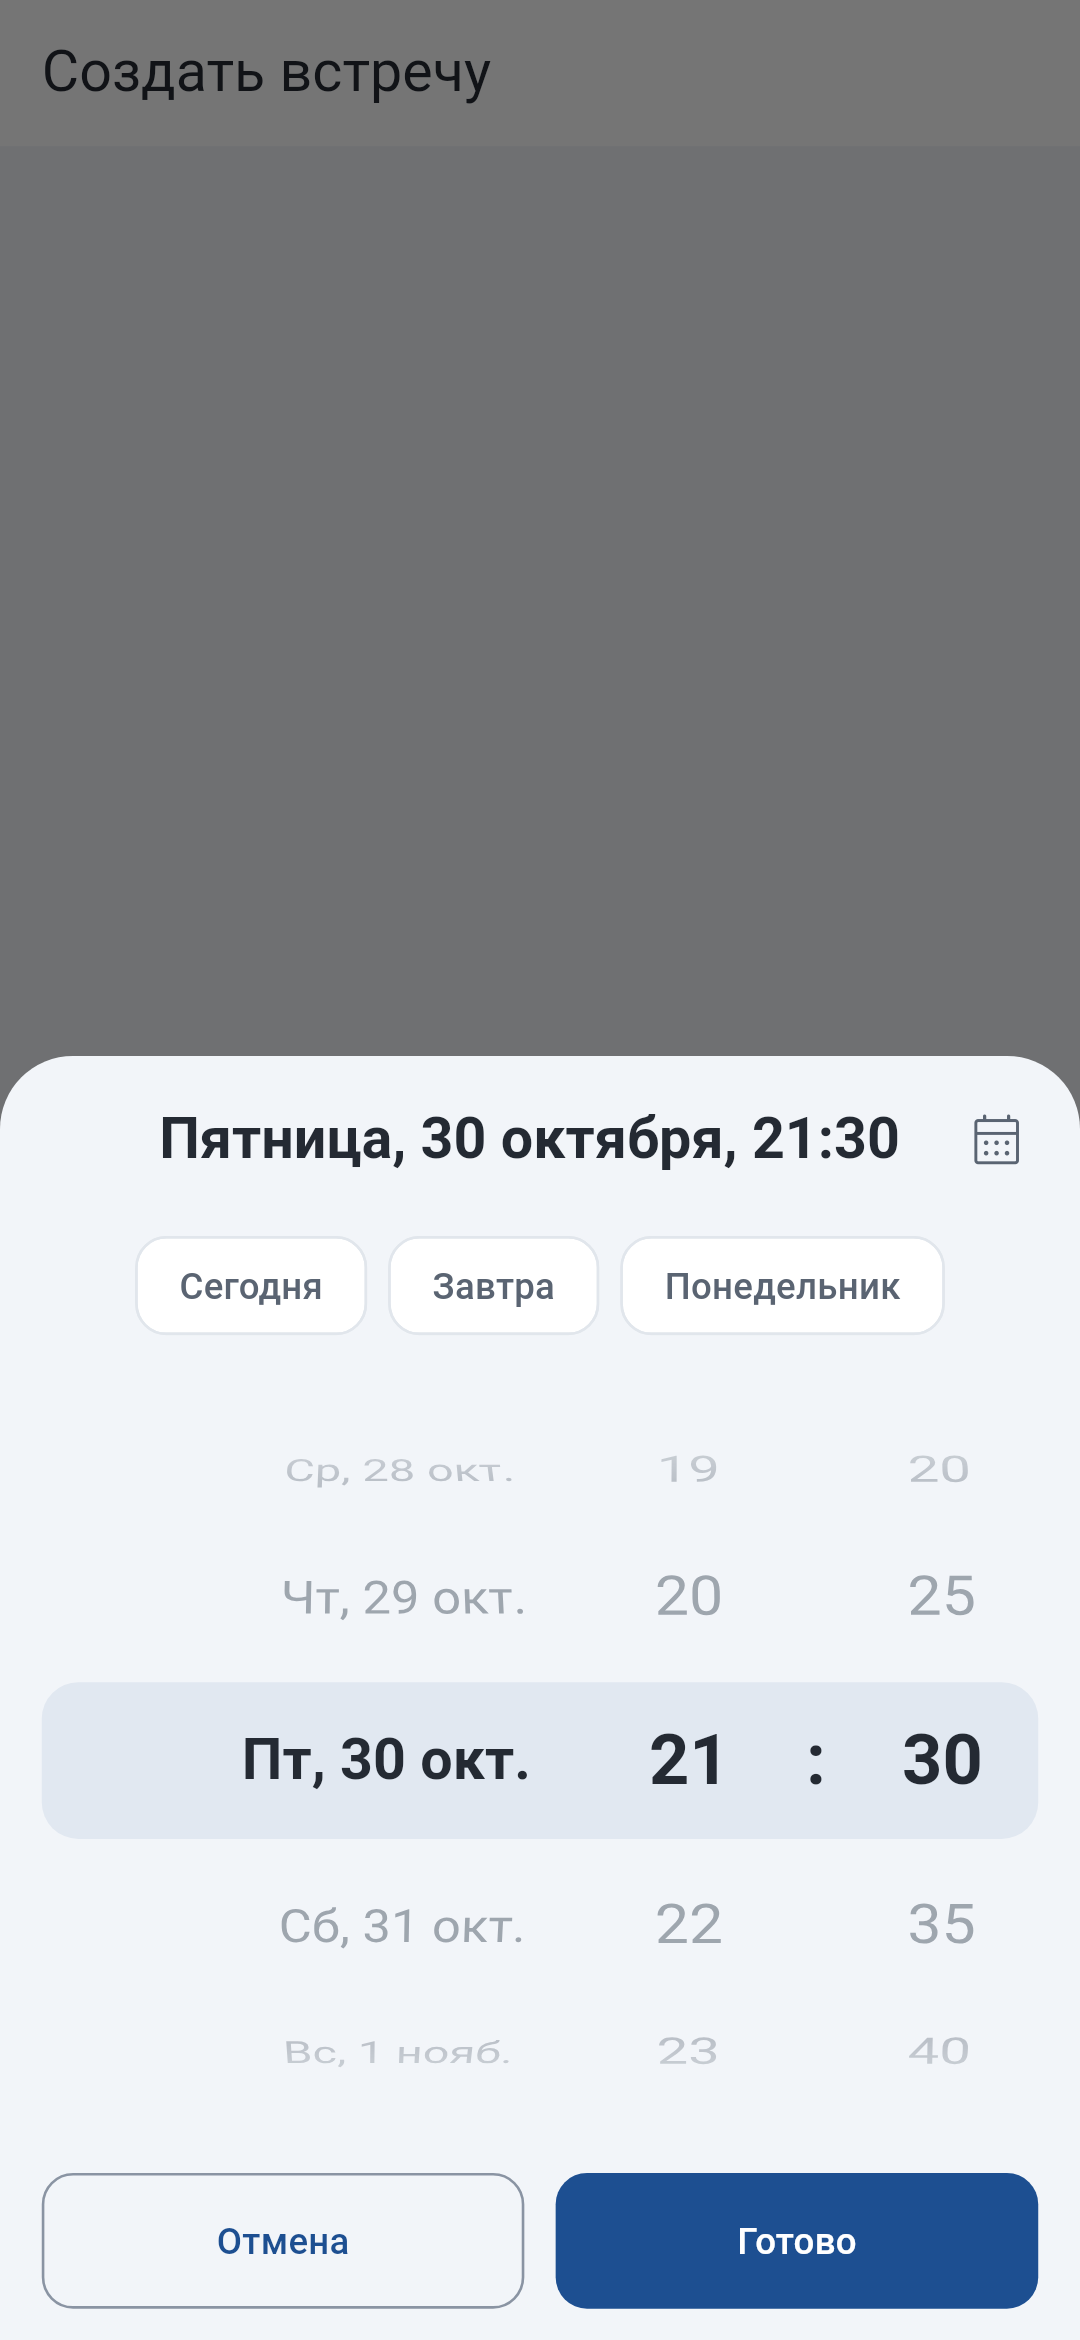 Создать встречу
Пятница, 30 октября, 21:30
Сегодня Завтра Понедельник
Ср, 28 окт. 19 20
Чт, 29 окт. 20 25
Пт, 30 окт. 21 : 30
Сб, 31 окт. 22 35
Вс, 1 нояб. 23 40
Отмена Готово